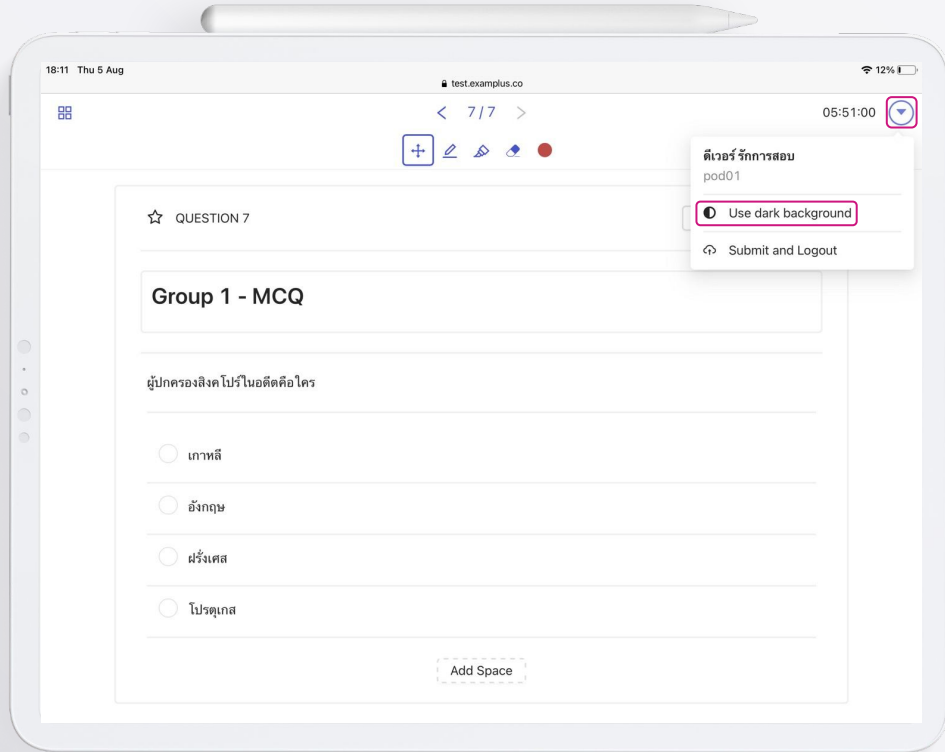 18:11 Thu 5 Aug
test.examplus.co
12%
7/7
05:51:00
ดีเวอร์ รักการสอบ
pod01
Use dark background
Submit and Logout
QUESTION 7
Group 1 - MCQ
ผู้ปกครองสิงคโปร์ในอดีตคือใคร
เกาหลี
อังกฤษ
ฝรั่งเศส
โปรตุเกส
Add Space